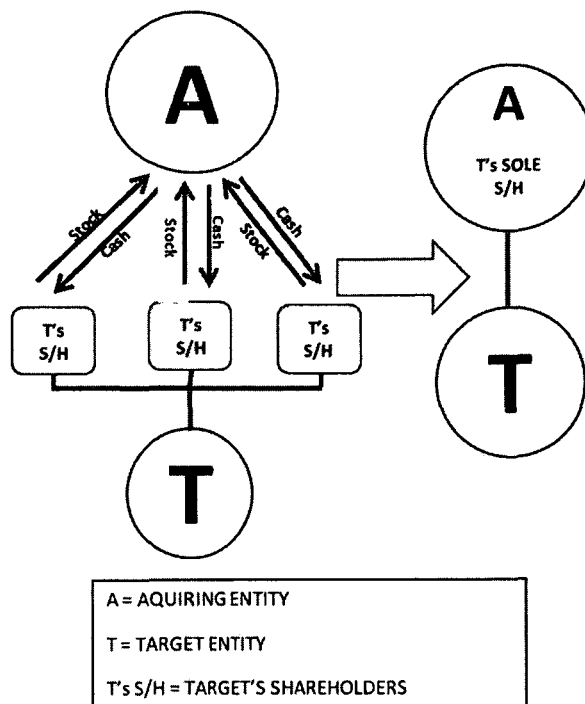 A
Stock
Cash
Stock
Cash
Cash
Stock
T's
S/H
T's
S/H
T's
S/H
T
A
T's SOLE
S/H
T
A = AQUIRING ENTITY
T = TARGET ENTITY
T's S/H = TARGET'S SHAREHOLDERS